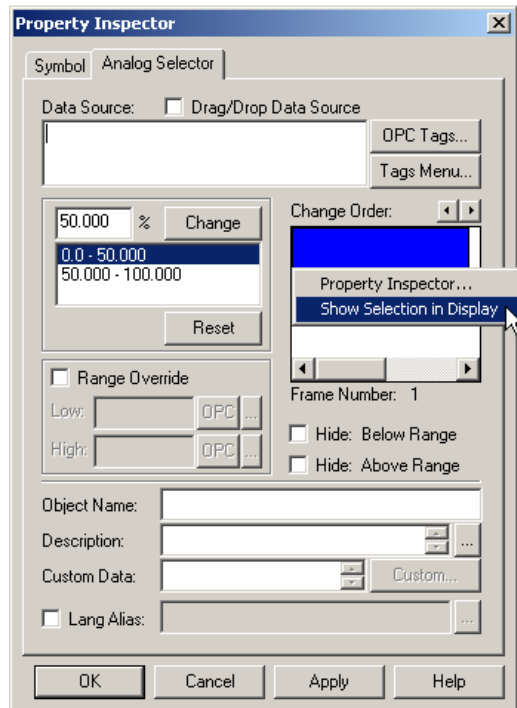 Property Inspector
Symbol
Analog Selector
Data Source:
Drag/Drop Data Source
OPC Tags...
Tags Menu...
50.000 % Change
0.0 - 50.000
50.000 - 100.000
Reset
Change Order:
Property Inspector...
Show Selection in Display
Frame Number: 1
Range Override
Low: OPC ...
High: OPC ...
Hide: Below Range
Hide: Above Range
Object Name:
Description: ...
Custom Data: Custom...
Lang Alias: ...
OK Cancel Apply Help